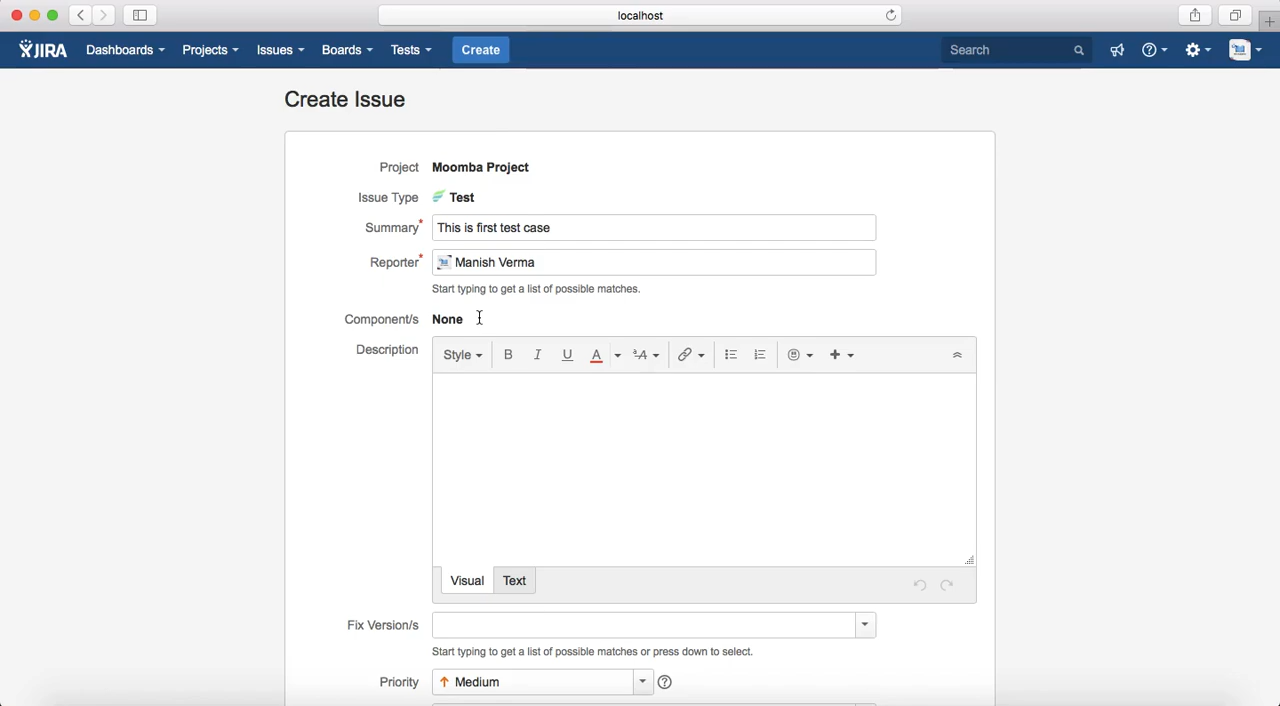 localhost
JIRA Dashboards Projects Issues Boards Tests Create Search
Create Issue
Project Moomba Project
Issue Type Test
Summary* This is first test case
Reporter* Manish Verma
Start typing to get a list of possible matches.
Component/s None
Description Style B I U A
Visual Text
Fix Version/s
Start typing to get a list of possible matches or press down to select.
Priority Medium